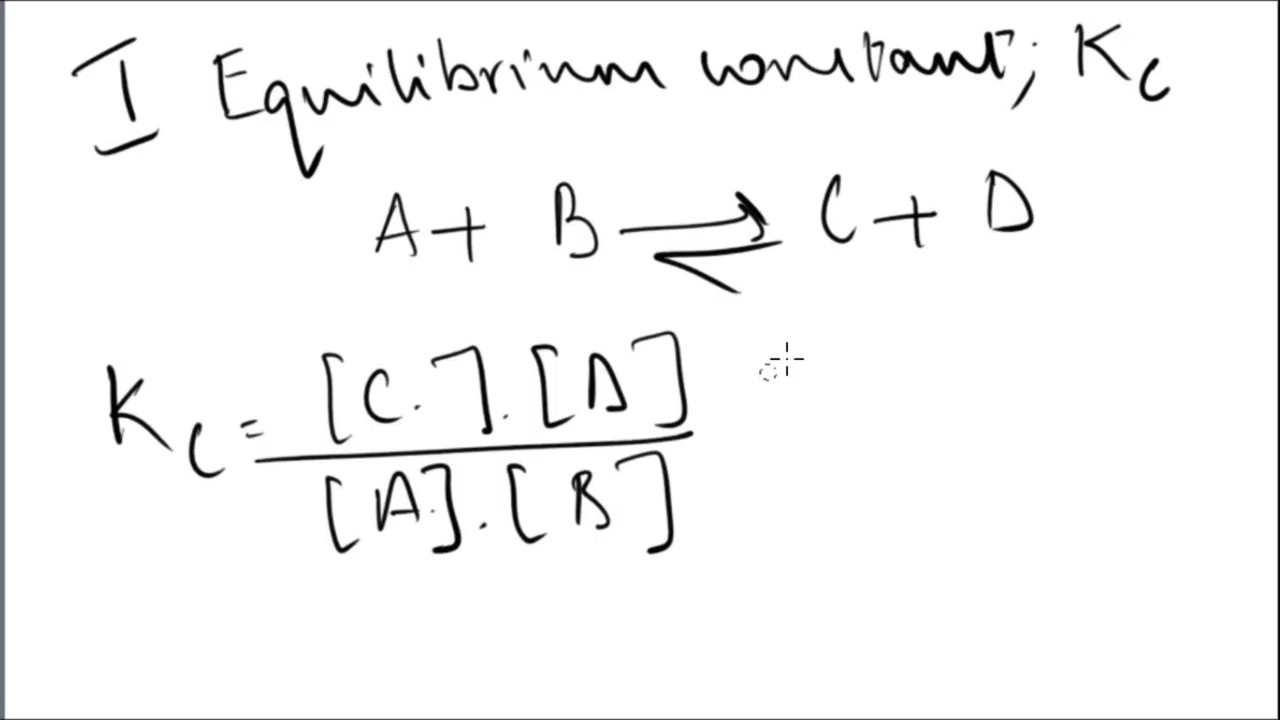 I Equilibrium constant; Kc
A + B ⇌ C + D
Kc = [C.].[D]
[A].[B]